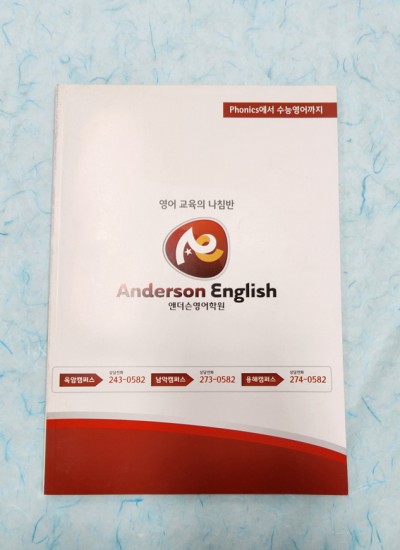 Phonics에서 수능영어까지
영어 교육의 나침반
Anderson English
앤더슨영어학원
옥암캠퍼스 상담전화 243-0582 남악캠퍼스 상담전화 273-0582 용해캠퍼스 상담전화 274-0582